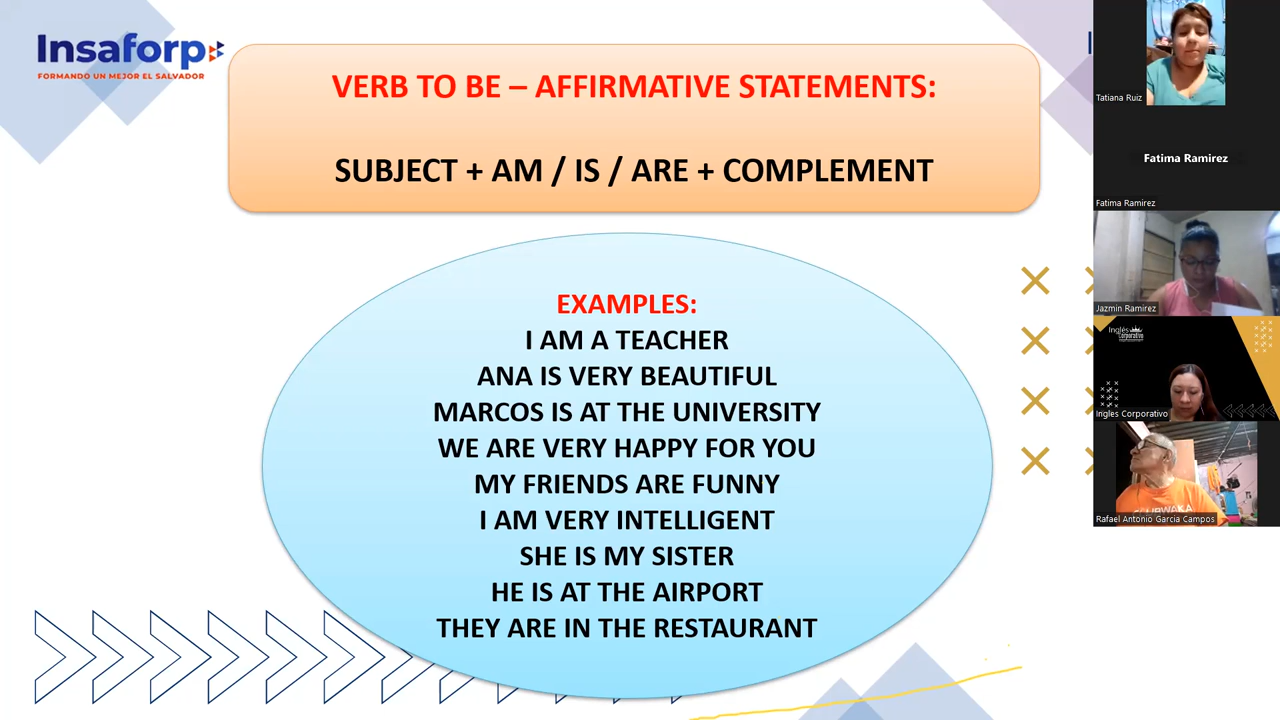 Insaforp
FORMANDO UN MEJOR EL SALVADOR
VERB TO BE – AFFIRMATIVE STATEMENTS:
SUBJECT + AM / IS / ARE + COMPLEMENT
EXAMPLES:
I AM A TEACHER
ANA IS VERY BEAUTIFUL
MARCOS IS AT THE UNIVERSITY
WE ARE VERY HAPPY FOR YOU
MY FRIENDS ARE FUNNY
I AM VERY INTELLIGENT
SHE IS MY SISTER
HE IS AT THE AIRPORT
THEY ARE IN THE RESTAURANT
Tatiana Ruiz
Fatima Ramirez
Fatima Ramirez
Jazmin Ramirez
Inglés
Corporativo
Ingles Corporativo
Rafael Antonio Garcia Campos